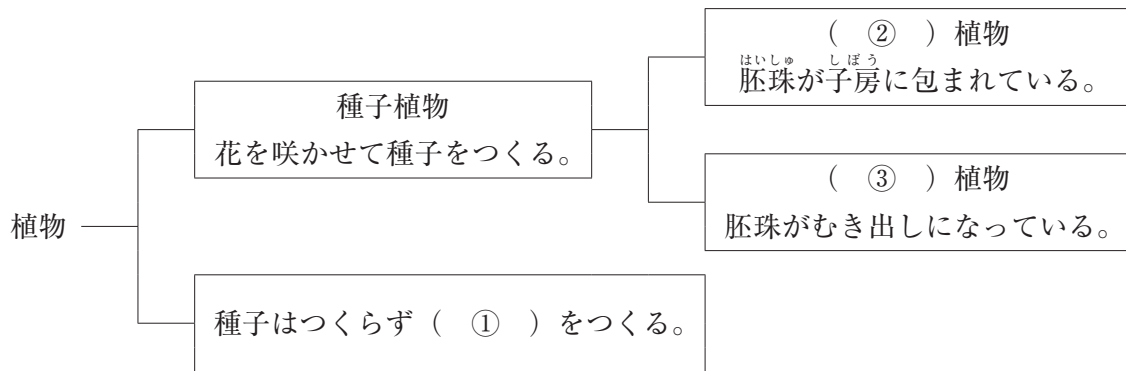 ( ② )植物
胚珠が子房に包まれている。
はいしゅ
しぼう
種子植物
花を咲かせて種子をつくる。
( ③ )植物
胚珠がむき出しになっている。
植物
種子はつくらず( ① )をつくる。